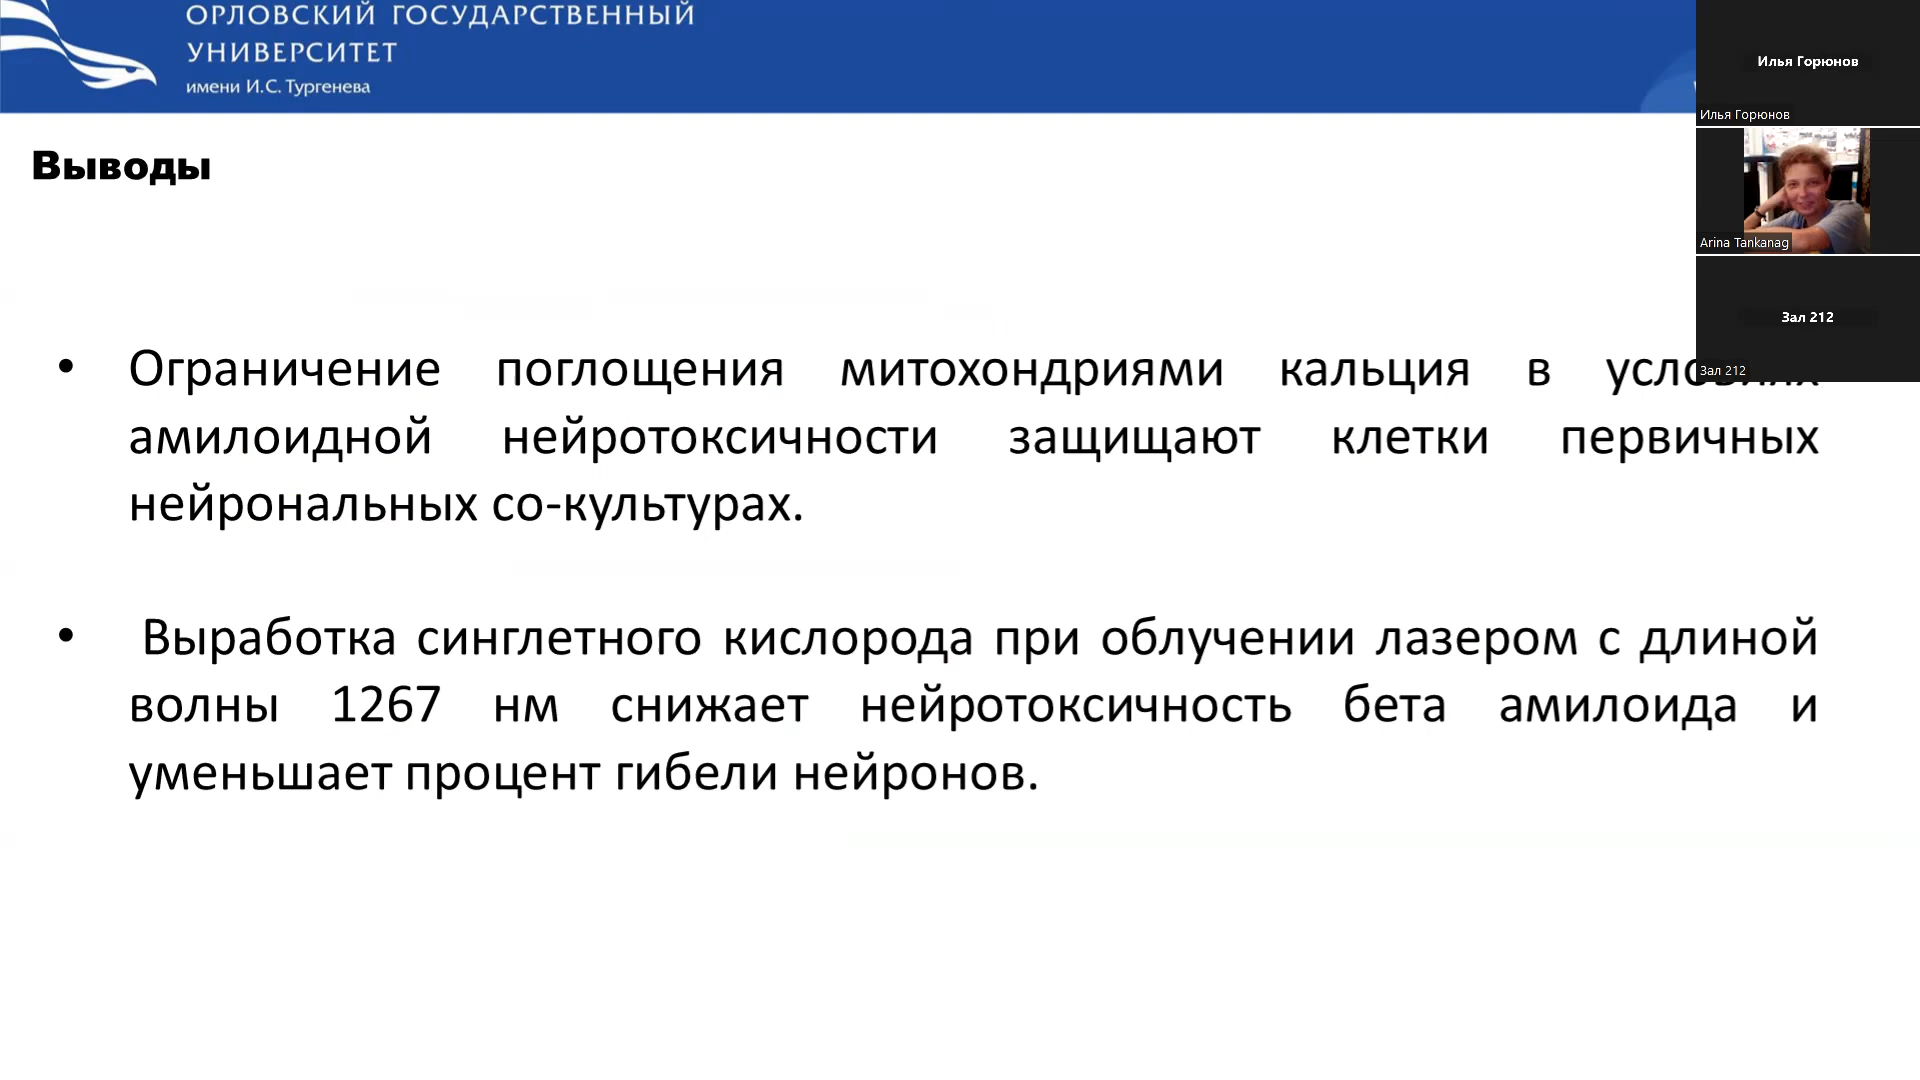 ОРЛОВСКИЙ ГОСУДАРСТВЕННЫЙ
УНИВЕРСИТЕТ
имени И.С. Тургенева
Выводы
• Ограничение поглощения митохондриями кальция в условиях
амилоидной нейротоксичности защищают клетки первичных
нейрональных со-культурах.
• Выработка синглетного кислорода при облучении лазером с длиной
волны 1267 нм снижает нейротоксичность бета амилоида и
уменьшает процент гибели нейронов.
Илья Горюнов
Илья Горюнов
Arina Tankanag
Зал 212
Зал 212